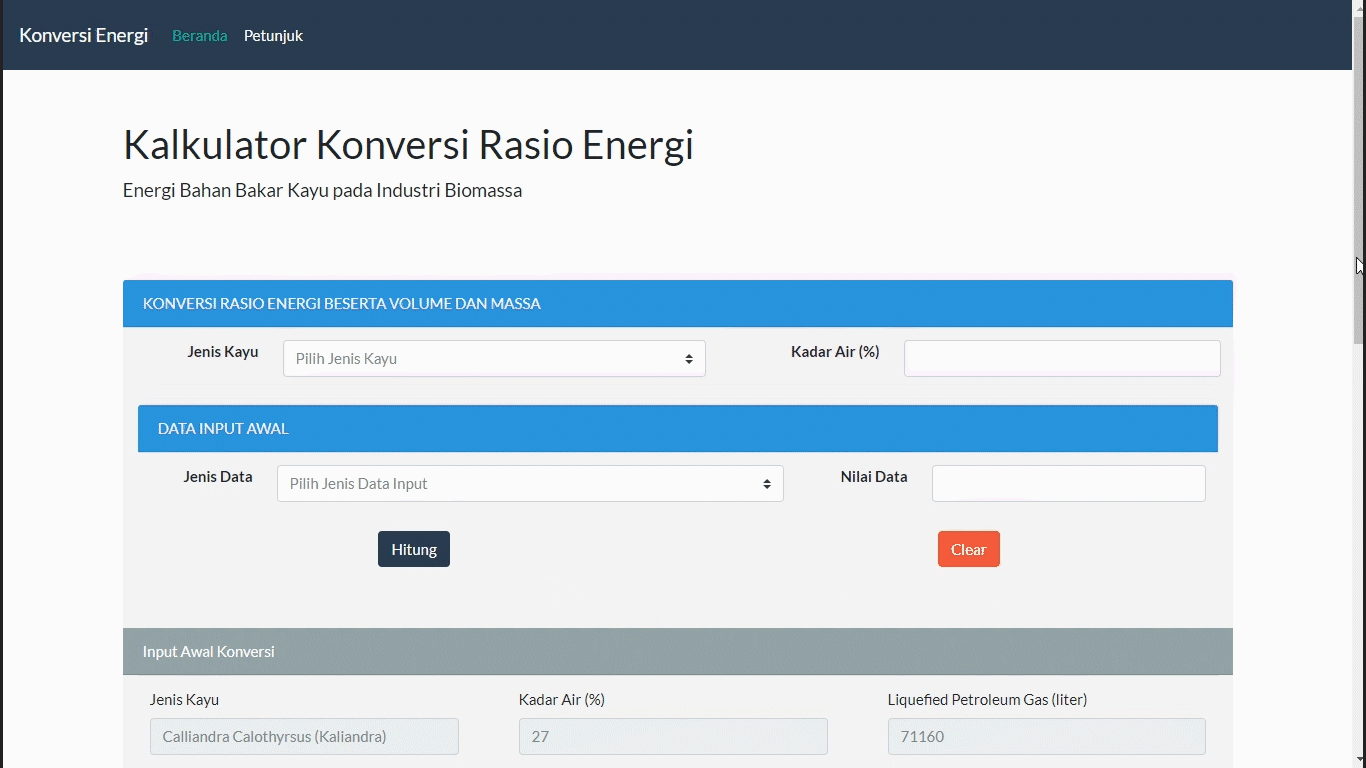 Konversi Energi Beranda Petunjuk
Kalkulator Konversi Rasio Energi
Energi Bahan Bakar Kayu pada Industri Biomassa
KONVERSI RASIO ENERGI BESERTA VOLUME DAN MASSA
Jenis Kayu Pilih Jenis Kayu Kadar Air (%)
DATA INPUT AWAL
Jenis Data Pilih Jenis Data Input Nilai Data
Hitung Clear
Input Awal Konversi
Jenis Kayu Kadar Air (%) Liquefied Petroleum Gas (liter)
Calliandra Calothyrsus (Kaliandra) 27 71160